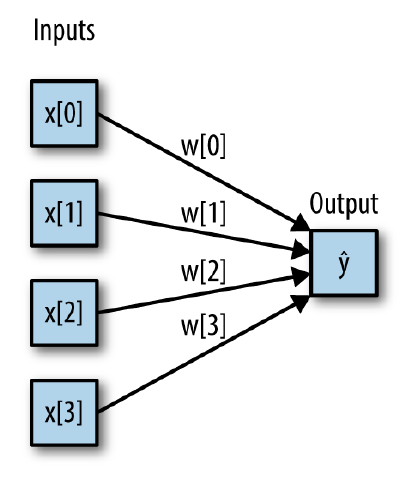 Inputs
x[0]
w[0]
x[1]
w[1]
Output
ŷ
w[2]
x[2]
w[3]
x[3]